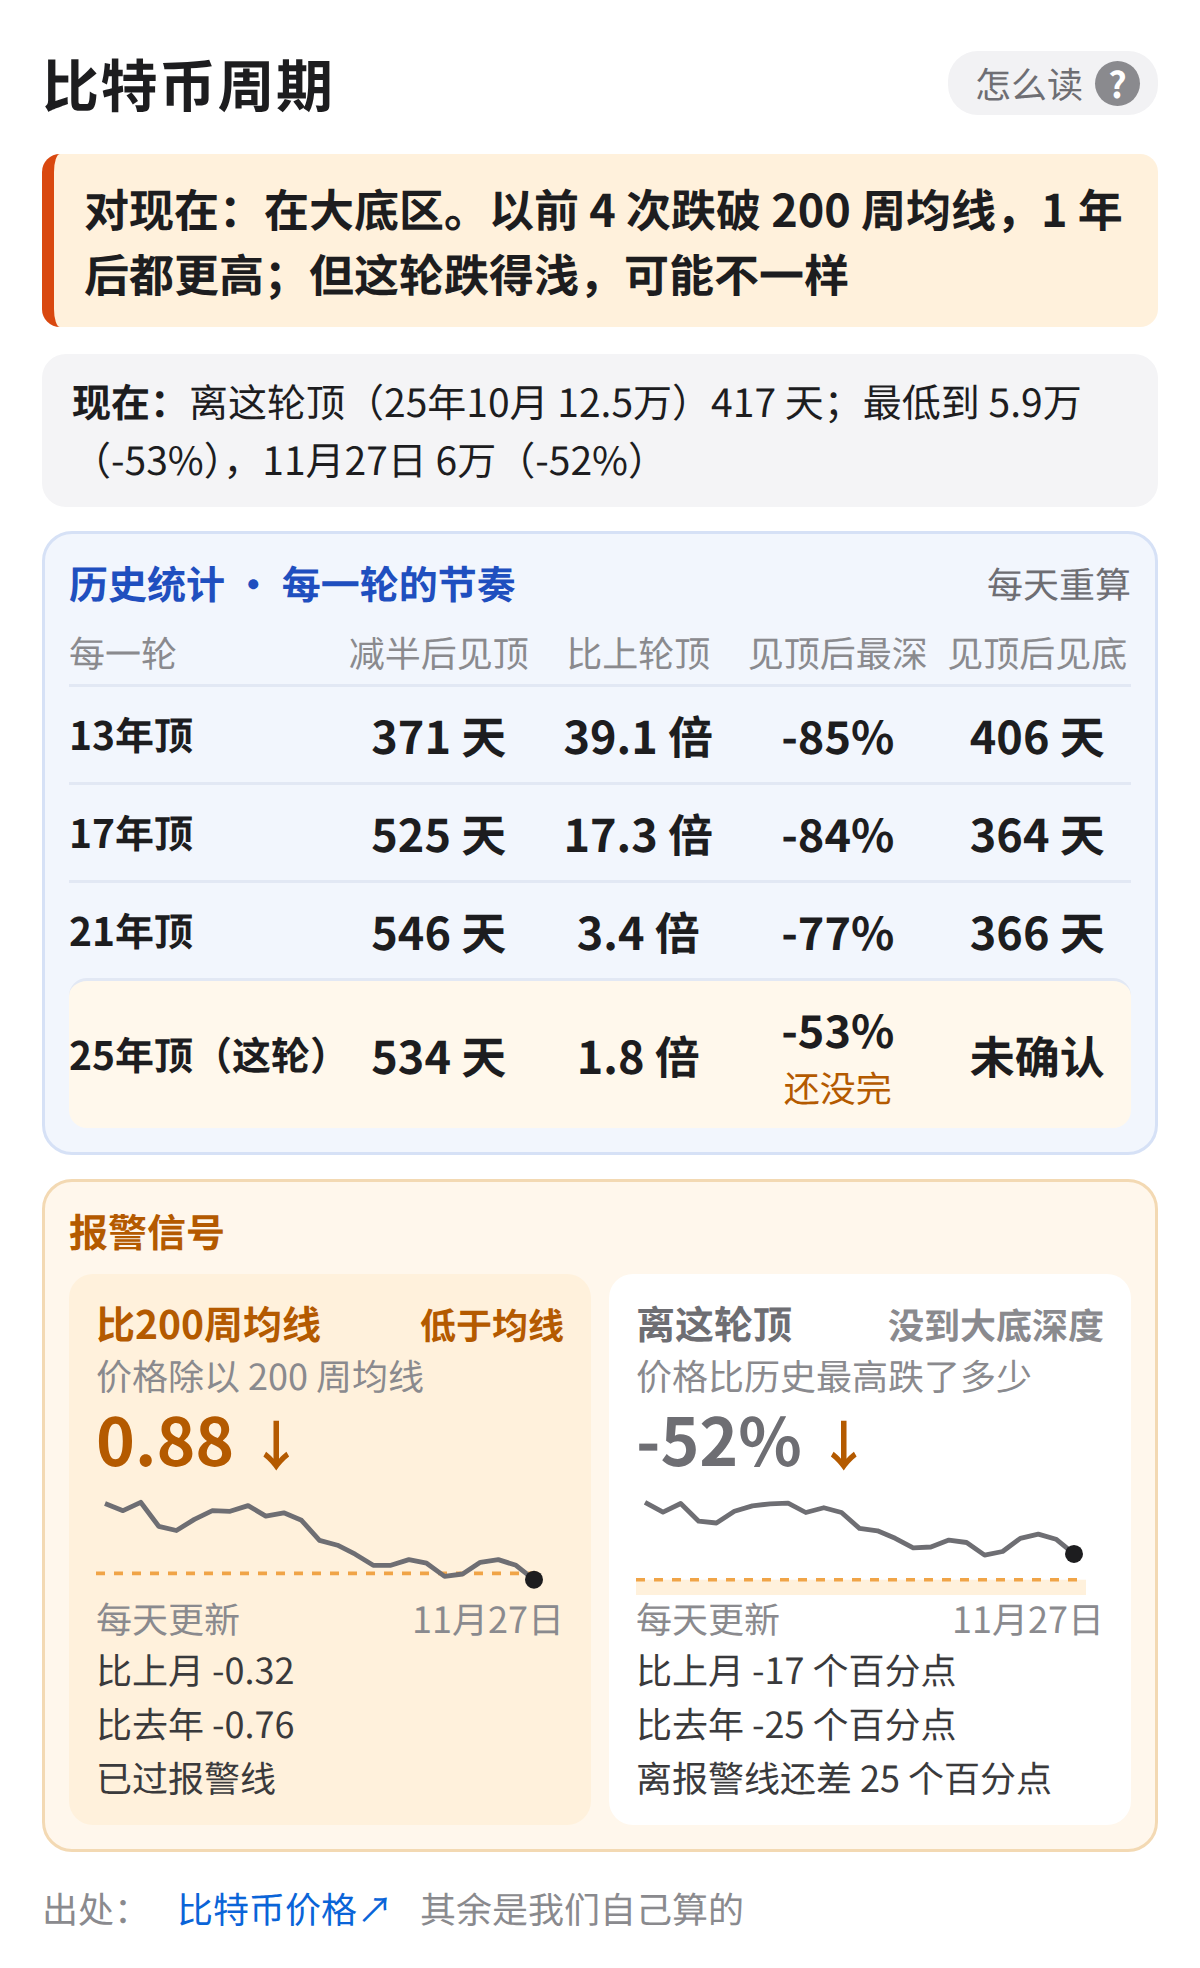 比特币周期
怎么读 ?
对现在：在大底区。以前 4 次跌破 200 周均线，1 年
后都更高；但这轮跌得浅，可能不一样
现在：离这轮顶（25年10月 12.5万）417 天；最低到 5.9万
（-53%），11月27日 6万（-52%）
历史统计 · 每一轮的节奏 每天重算
每一轮 减半后见顶 比上轮顶 见顶后最深 见顶后见底
13年顶 371 天 39.1 倍 -85% 406 天
17年顶 525 天 17.3 倍 -84% 364 天
21年顶 546 天 3.4 倍 -77% 366 天
25年顶（这轮） 534 天 1.8 倍 -53% 未确认
还没完
报警信号
比200周均线 低于均线
价格除以 200 周均线
0.88 ↓
每天更新 11月27日
比上月 -0.32
比去年 -0.76
已过报警线
离这轮顶 没到大底深度
价格比历史最高跌了多少
-52% ↓
每天更新 11月27日
比上月 -17 个百分点
比去年 -25 个百分点
离报警线还差 25 个百分点
出处： 比特币价格↗ 其余是我们自己算的